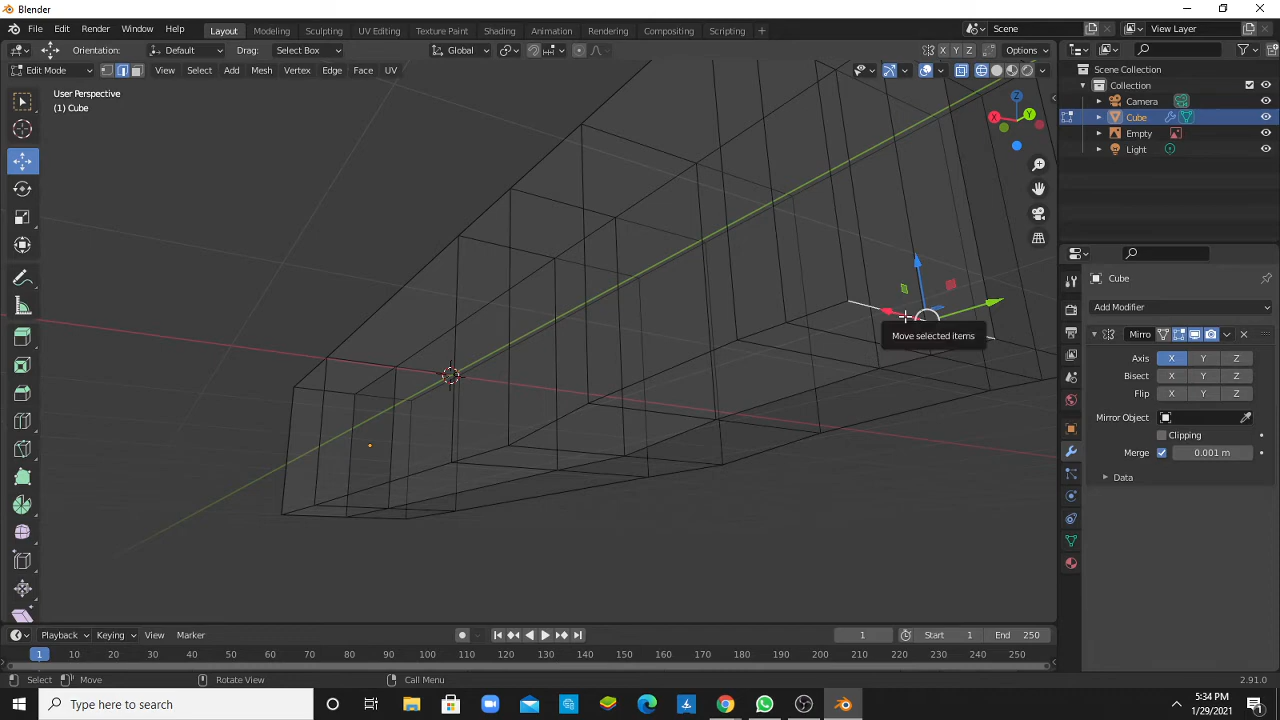 Blender
File Edit Render Window Help Layout Modeling Sculpting UV Editing Texture Paint Shading Animation Rendering Compositing Scripting + Scene View Layer
Orientation: Default Drag: Select Box Global X Y Z Options
Edit Mode View Select Add Mesh Vertex Edge Face UV
User Perspective
(1) Cube
Z
Y
X
Move selected items
Scene Collection
Collection
Camera
Cube
Empty
Light
Cube
Add Modifier
Mirro
Axis X Y Z
Bisect X Y Z
Flip X Y Z
Mirror Object
Clipping
Merge 0.001 m
Data
Playback Keying View Marker 1 Start 1 End 250
1 10 20 30 40 50 60 70 80 90 100 110 120 130 140 150 160 170 180 190 200 210 220 230 240 250
Select Move Rotate View Call Menu 2.91.0
Type here to search
5:34 PM
1/29/2021
1